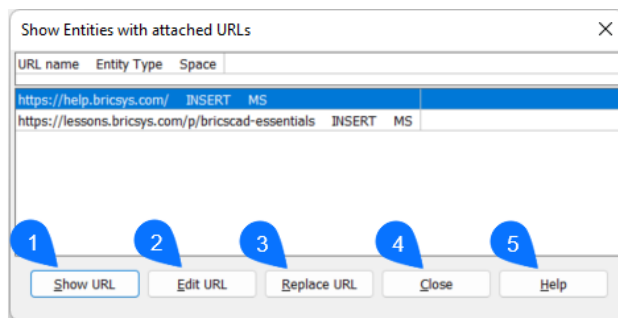 Show Entities with attached URLs
URL name Entity Type Space
https://help.bricsys.com/ INSERT MS
https://lessons.bricsys.com/p/bricscad-essentials INSERT MS
1 2 3 4 5
Show URL Edit URL Replace URL Close Help